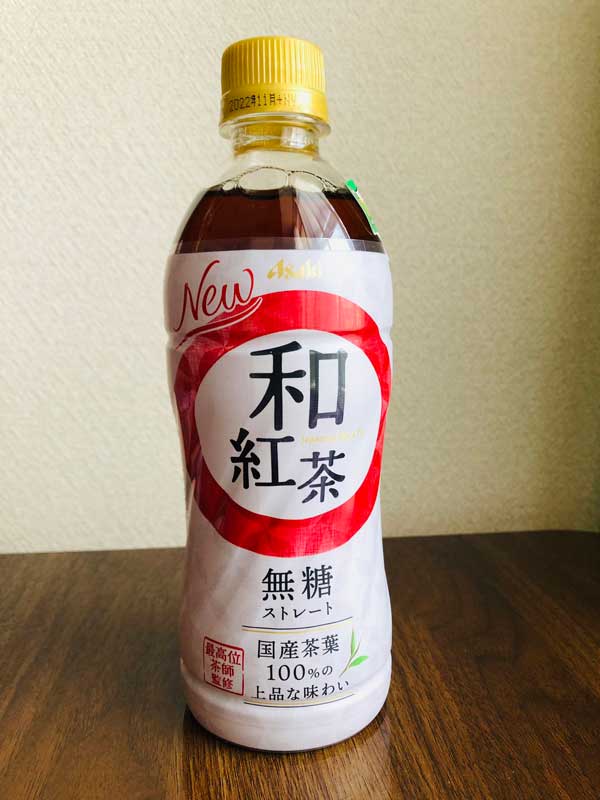 2022年11月
New
Asahi
和
紅茶
無糖
ストレート
国産茶葉
100%の
上品な味わい
最高位
茶師
監修